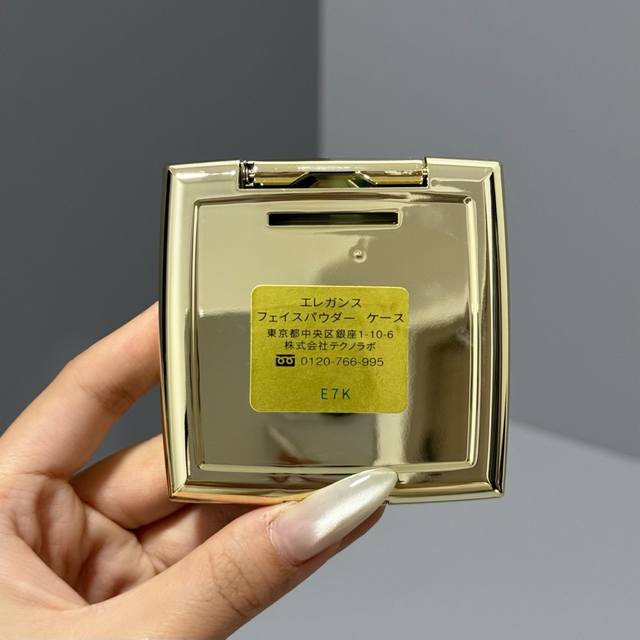 エレガンス
フェイスパウダー ケース
東京都中央区銀座1-10-6
株式会社テクノラボ
0120-766-995
E7K